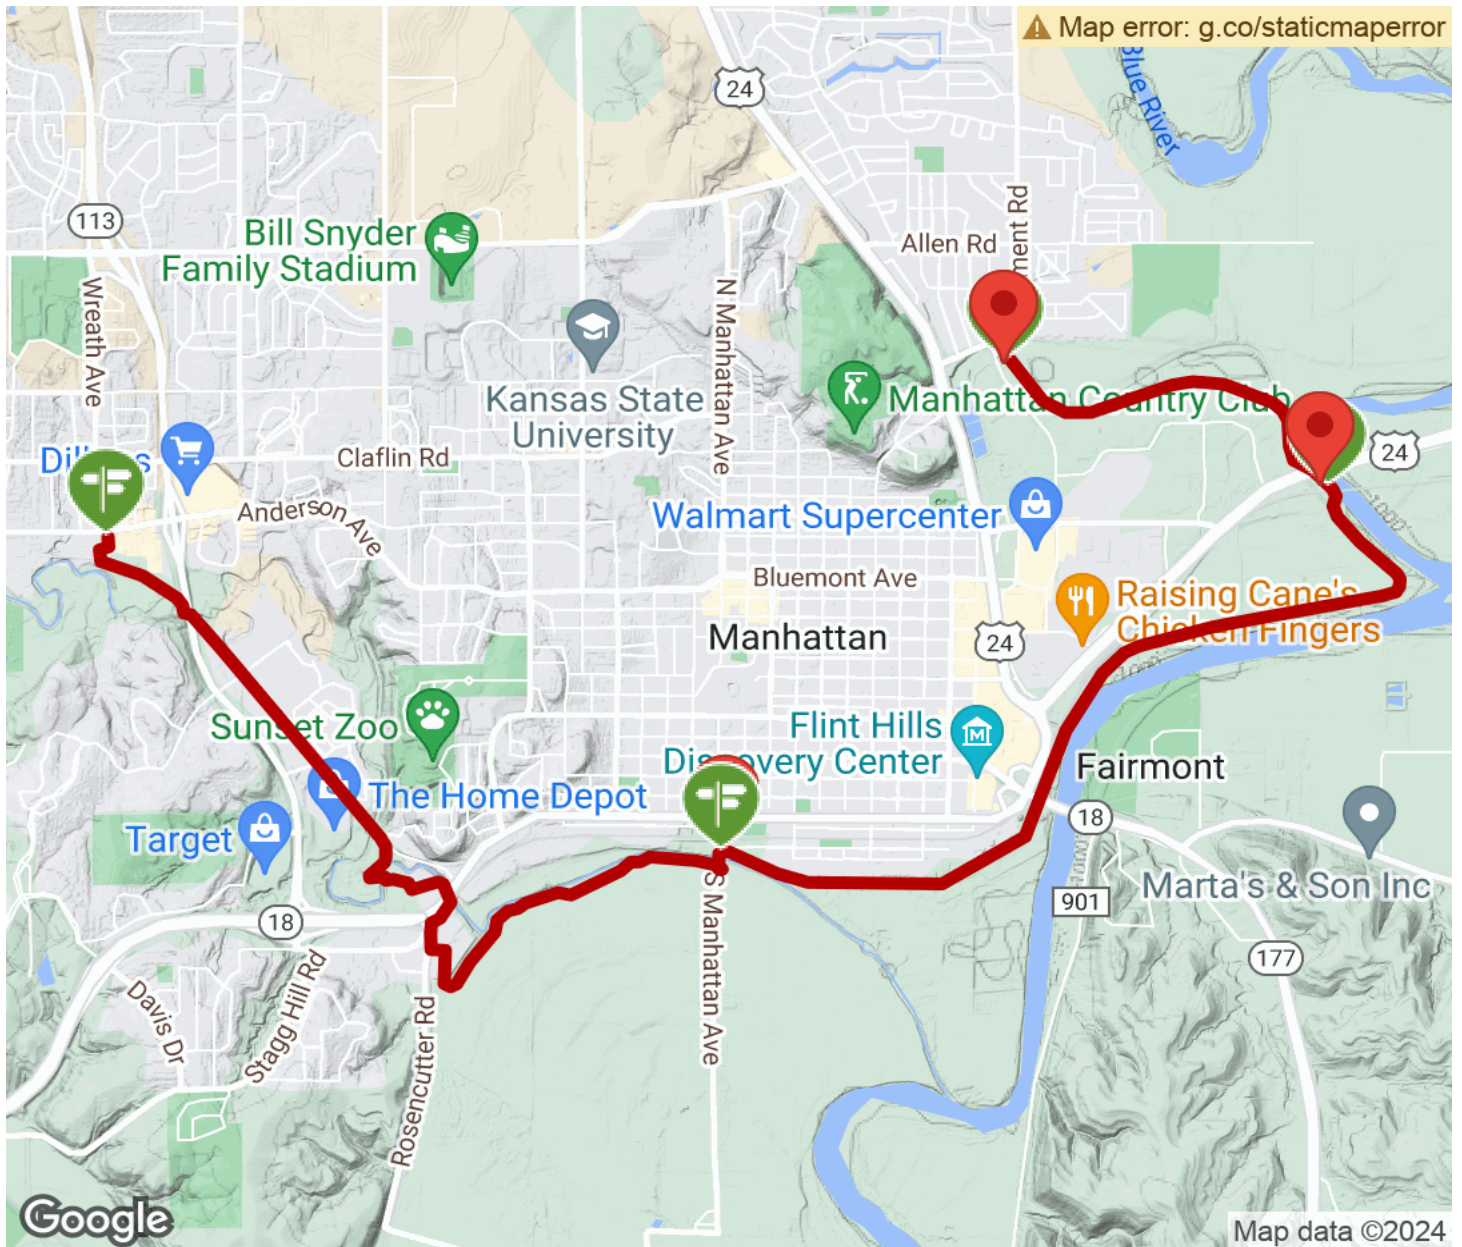 Map error: g.co/staticmaperror
Blue River
24
113
Bill Snyder
Family Stadium
Allen Rd
ment Rd
Wreath Ave
N Manhattan Ave
Kansas State
University
Manhattan Country Club
24
Claflin Rd
Anderson Ave
Walmart Supercenter
Bluemont Ave
Raising Cane's
Chicken Fingers
Manhattan
24
Sunset Zoo
Flint Hills
Discovery Center
M
Fairmont
The Home Depot
Target
18
Marta's & Son Inc
901
18
177
S Manhattan Ave
Davis Dr
Stagg Hill Rd
Rosencutter Rd
Google
Map data ©2024